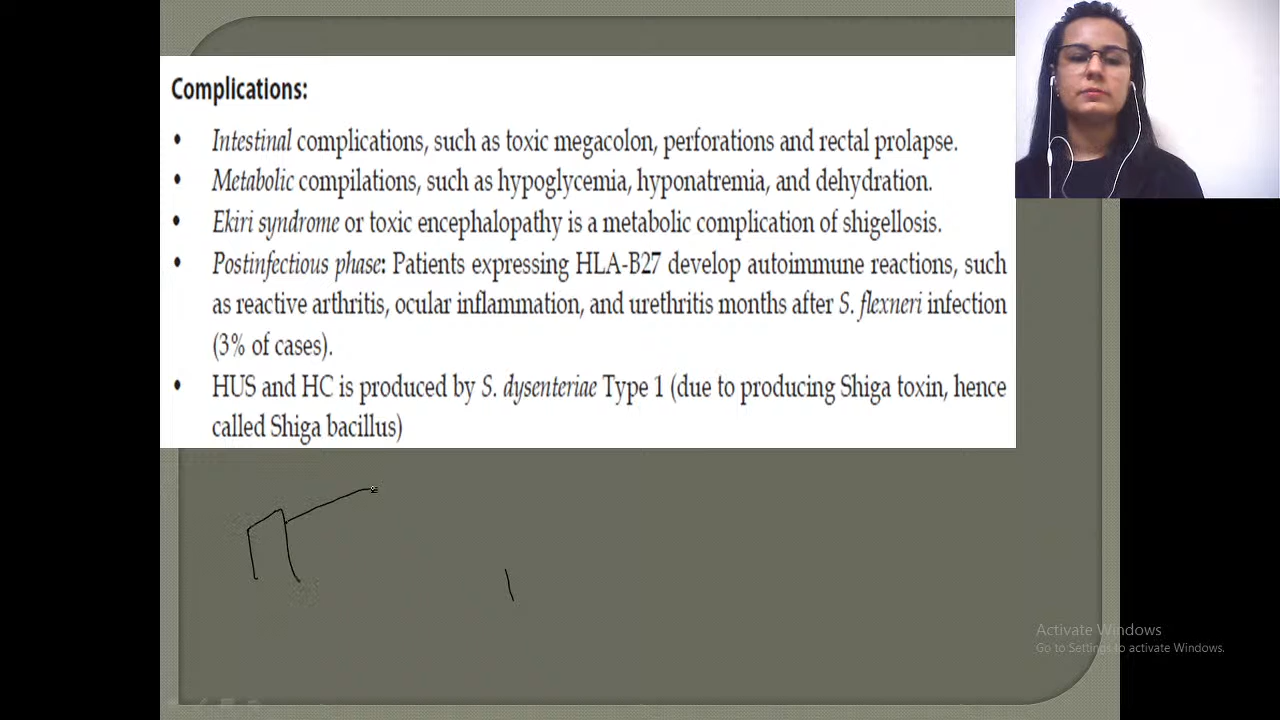 Complications:
• Intestinal complications, such as toxic megacolon, perforations and rectal prolapse.
• Metabolic compilations, such as hypoglycemia, hyponatremia, and dehydration.
• Ekiri syndrome or toxic encephalopathy is a metabolic complication of shigellosis.
• Postinfectious phase: Patients expressing HLA-B27 develop autoimmune reactions, such
as reactive arthritis, ocular inflammation, and urethritis months after S. flexneri infection
(3% of cases).
• HUS and HC is produced by S. dysenteriae Type 1 (due to producing Shiga toxin, hence
called Shiga bacillus)
Activate Windows
Go to Settings to activate Windows.